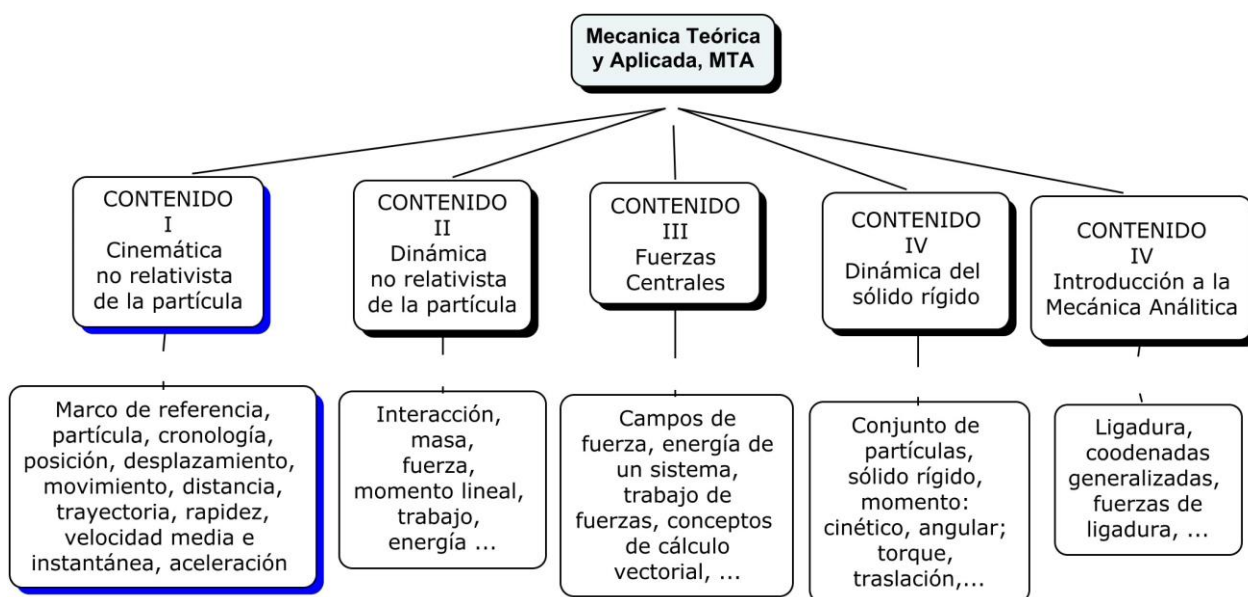 Mecanica Teórica
y Aplicada, MTA
CONTENIDO
I
Cinemática
no relativista
de la partícula
CONTENIDO
II
Dinámica
no relativista
de la partícula
CONTENIDO
III
Fuerzas
Centrales
CONTENIDO
IV
Dinámica del
sólido rígido
CONTENIDO
IV
Introducción a la
Mecánica Análitica
Marco de referencia,
partícula, cronología,
posición, desplazamiento,
movimiento, distancia,
trayectoria, rapidez,
velocidad media e
instantánea, aceleración
Interacción,
masa,
fuerza,
momento lineal,
trabajo,
energía ...
Campos de
fuerza, energía de
un sistema,
trabajo de
fuerzas, conceptos
de cálculo
vectorial, ...
Conjunto de
partículas,
sólido rígido,
momento:
cinético, angular;
torque,
traslación,...
Ligadura,
coodenadas
generalizadas,
fuerzas de
ligadura, ...